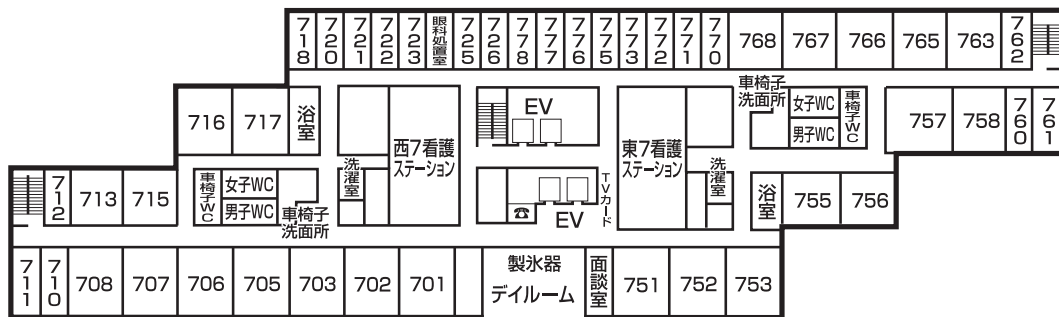 718
720
721
722
723
眼科処置室
725
726
778
777
776
775
773
772
771
770
768
767
766
765
763
762
716
717
浴室
西7看護
ステーション
EV
東7看護
ステーション
車椅子
洗面所
女子WC
男子WC
車椅子WC
757
758
760
761
712
713
715
車椅子WC
女子WC
男子WC
車椅子
洗面所
洗濯室
☎
EV
TVカード
洗濯室
浴室
755
756
711
710
708
707
706
705
703
702
701
製氷器
デイルーム
面談室
751
752
753